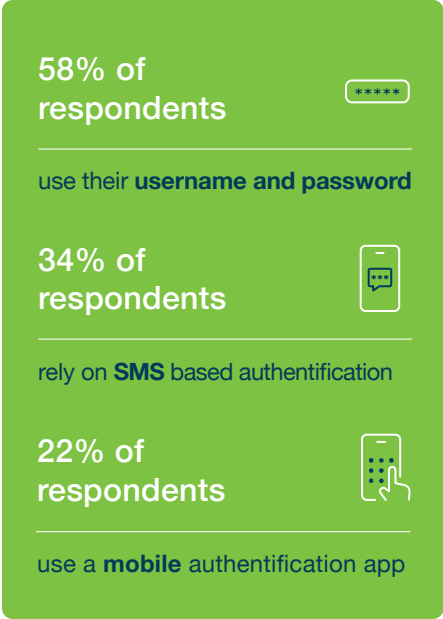 58% of
respondents
*****
use their username and password
34% of
respondents
***
rely on SMS based authentification
22% of
respondents
use a mobile authentification app